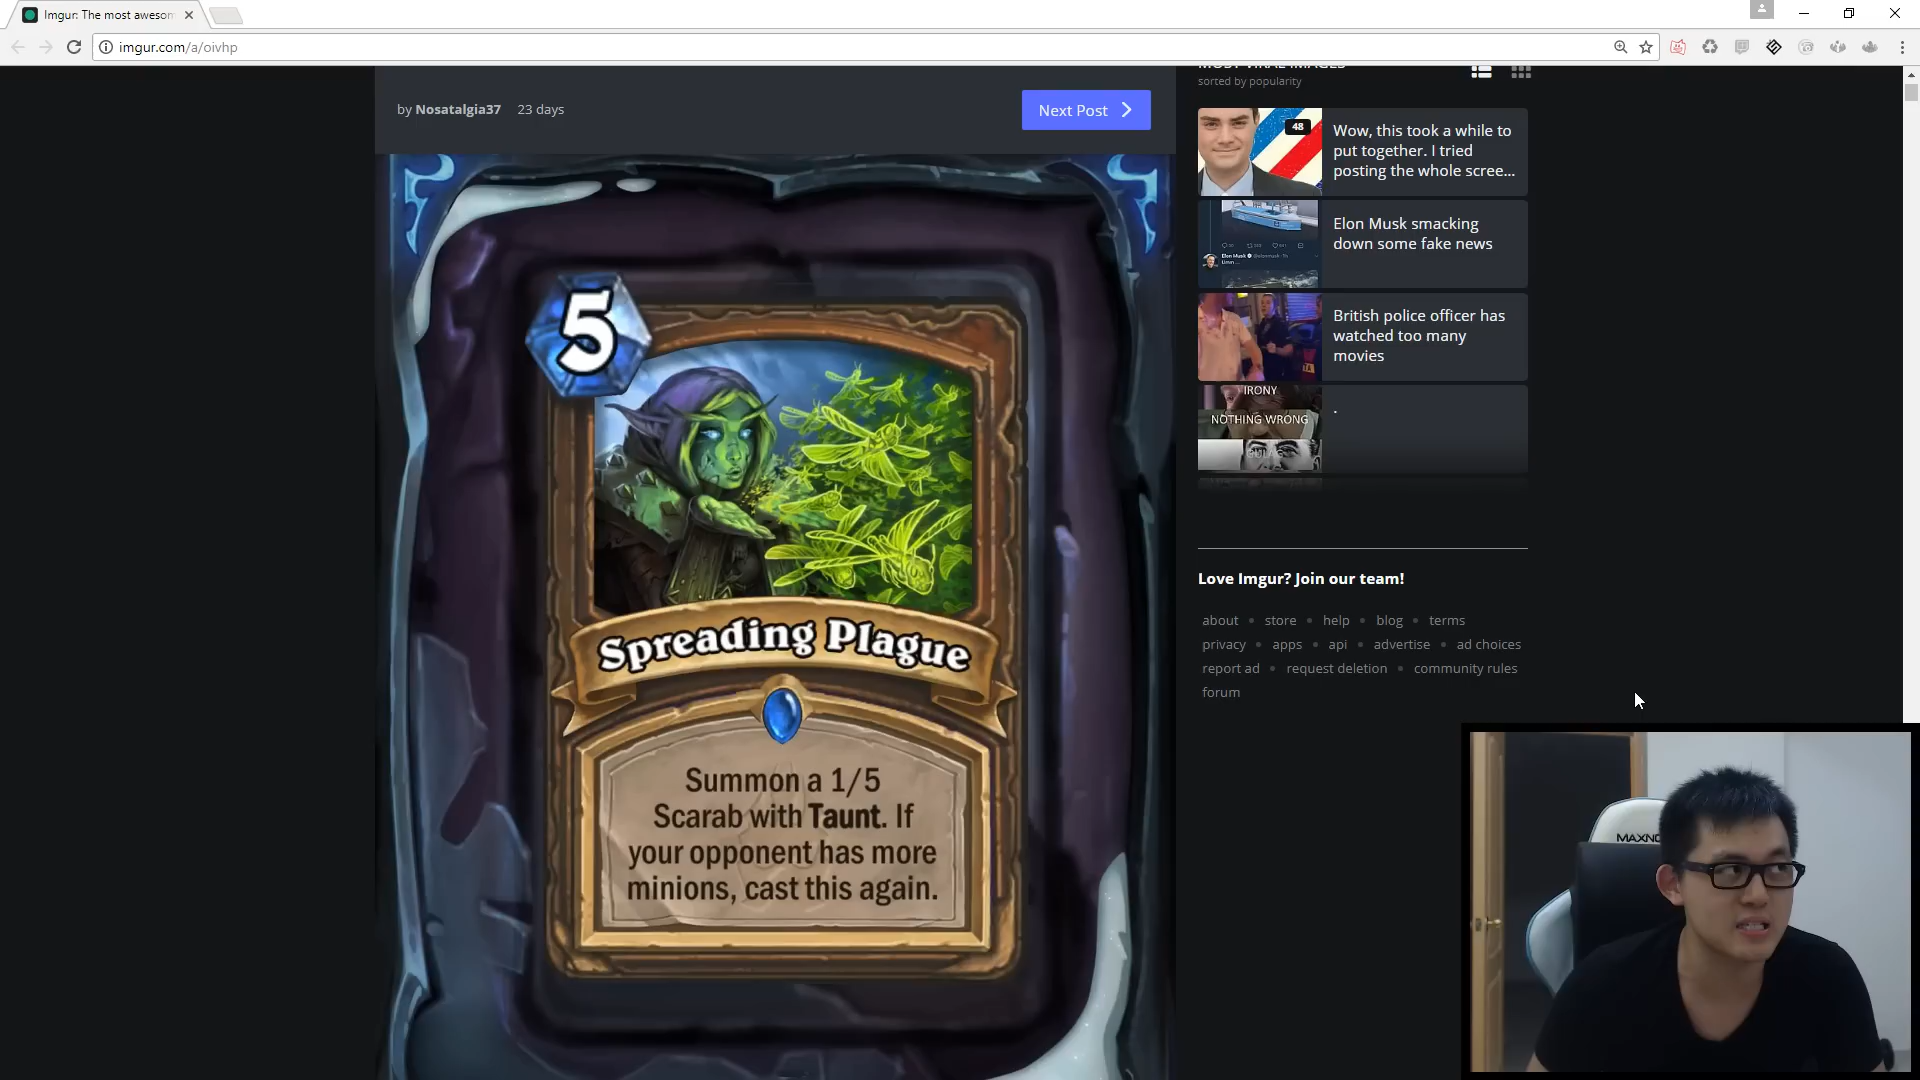 Imgur: The most awesom
imgur.com/a/oivhp
by Nosatalgia37 23 days
Next Post
MOST VIRAL IMAGES
sorted by popularity
48
Wow, this took a while to
put together. I tried
posting the whole scree...
Elon Musk smacking
down some fake news
British police officer has
watched too many
movies
IRONY
NOTHING WRONG
.
5
Spreading Plague
Summon a 1/5
Scarab with Taunt. If
your opponent has more
minions, cast this again.
Love Imgur? Join our team!
about • store • help • blog • terms
privacy • apps • api • advertise • ad choices
report ad • request deletion • community rules
forum
MAXNO